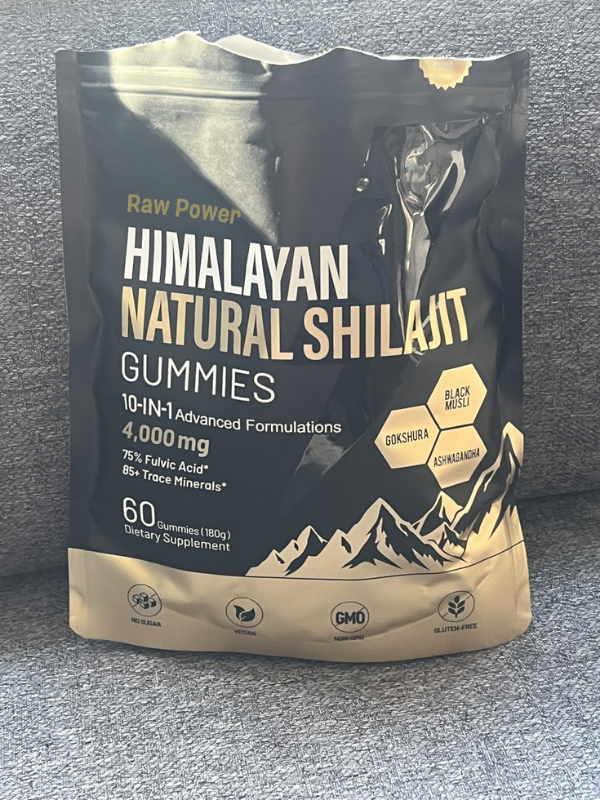 Raw Power
HIMALAYAN
NATURAL SHILAJIT
GUMMIES
10-IN-1 Advanced Formulations
4,000 mg
75% Fulvic Acid*
85+ Trace Minerals*
BLACK
MUSLI
GOKSHURA
ASHWAGANDHA
60 Gummies (180g)
Dietary Supplement
NO SUGAR
VEGAN
GMO
NON-GMO
GLUTEN-FREE